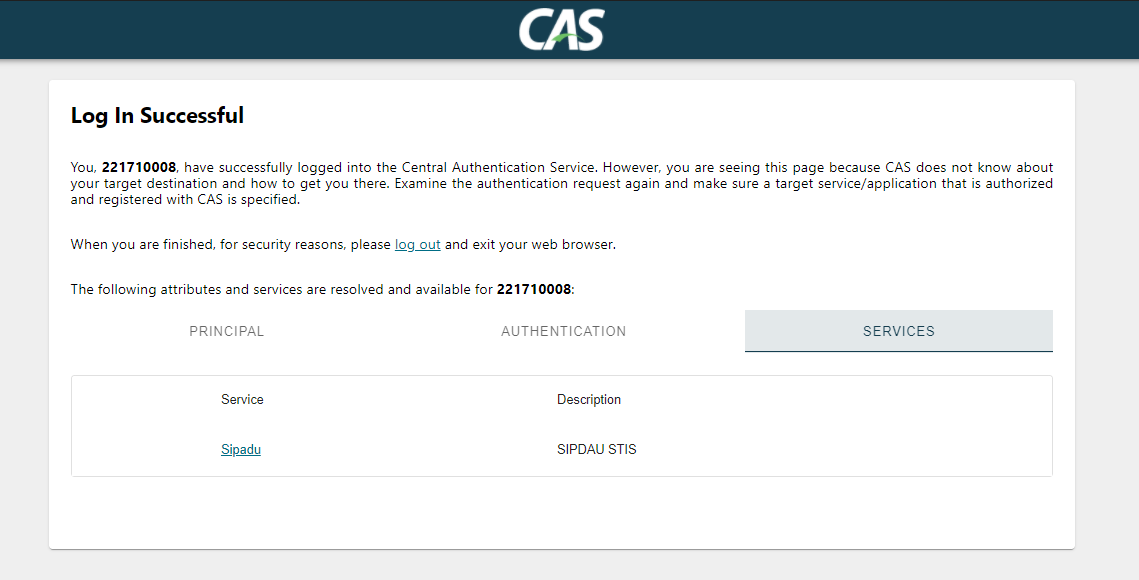 CAS
Log In Successful
You, 221710008, have successfully logged into the Central Authentication Service. However, you are seeing this page because CAS does not know about
your target destination and how to get you there. Examine the authentication request again and make sure a target service/application that is authorized
and registered with CAS is specified.
When you are finished, for security reasons, please log out and exit your web browser.
The following attributes and services are resolved and available for 221710008:
PRINCIPAL AUTHENTICATION SERVICES
Service Description
Sipadu SIPDAU STIS